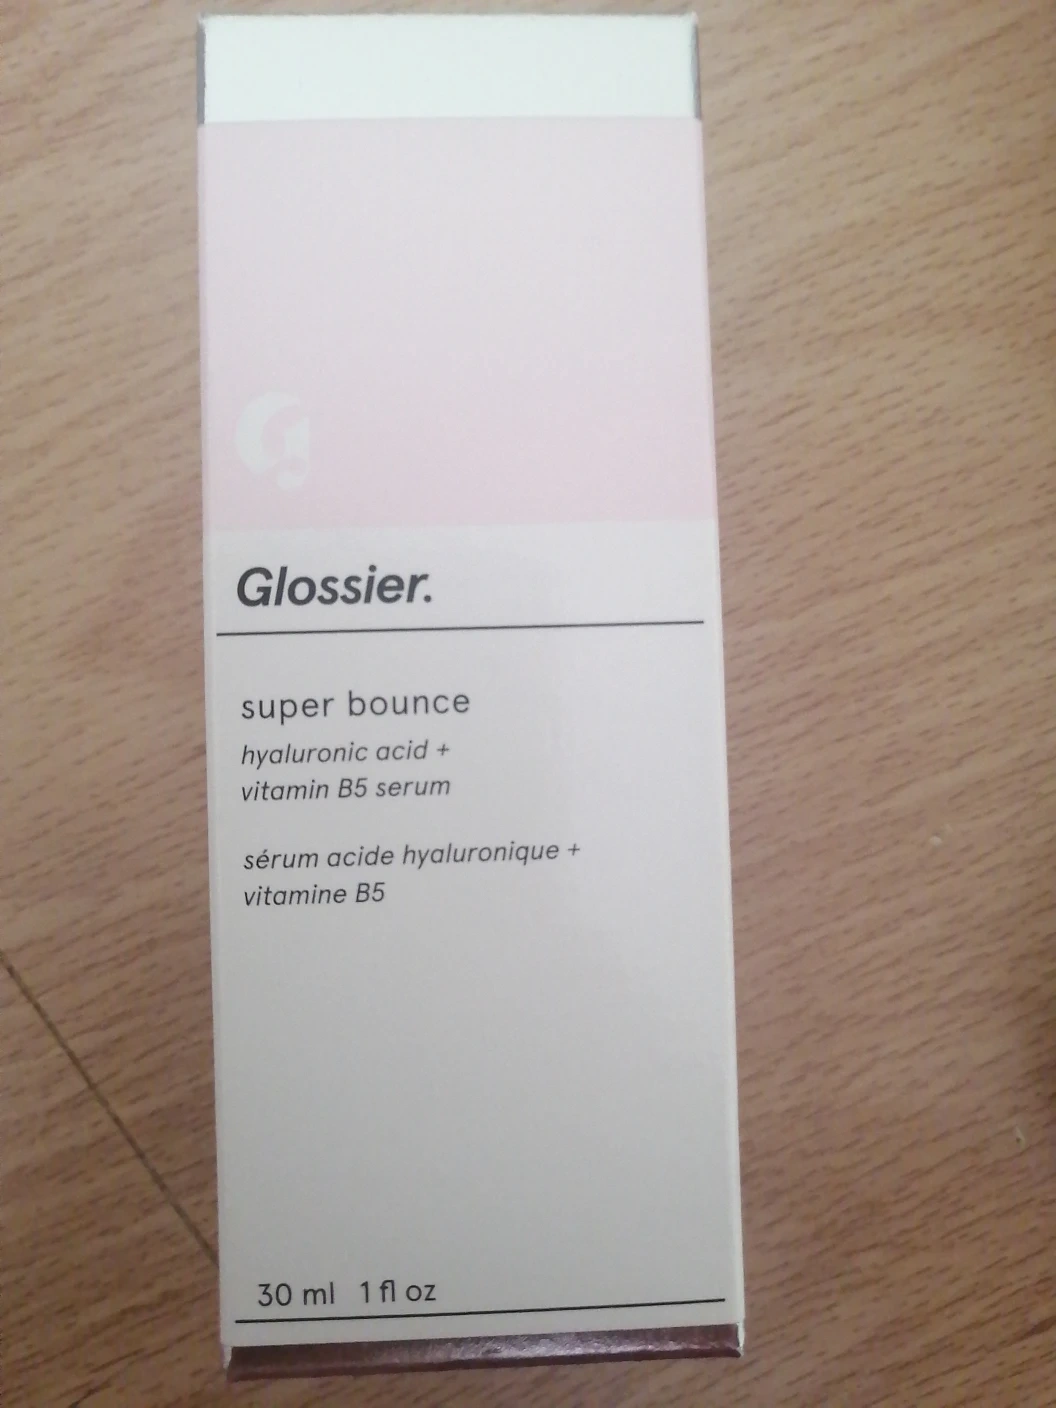 G
Glossier.
super bounce
hyaluronic acid +
vitamin B5 serum
sérum acide hyaluronique +
vitamine B5
30 ml 1 fl oz